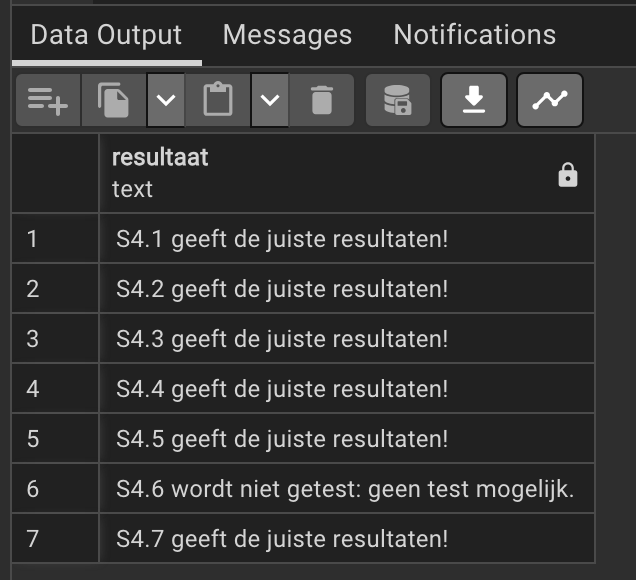 Data Output Messages Notifications
resultaat
text
1 S4.1 geeft de juiste resultaten!
2 S4.2 geeft de juiste resultaten!
3 S4.3 geeft de juiste resultaten!
4 S4.4 geeft de juiste resultaten!
5 S4.5 geeft de juiste resultaten!
6 S4.6 wordt niet getest: geen test mogelijk.
7 S4.7 geeft de juiste resultaten!